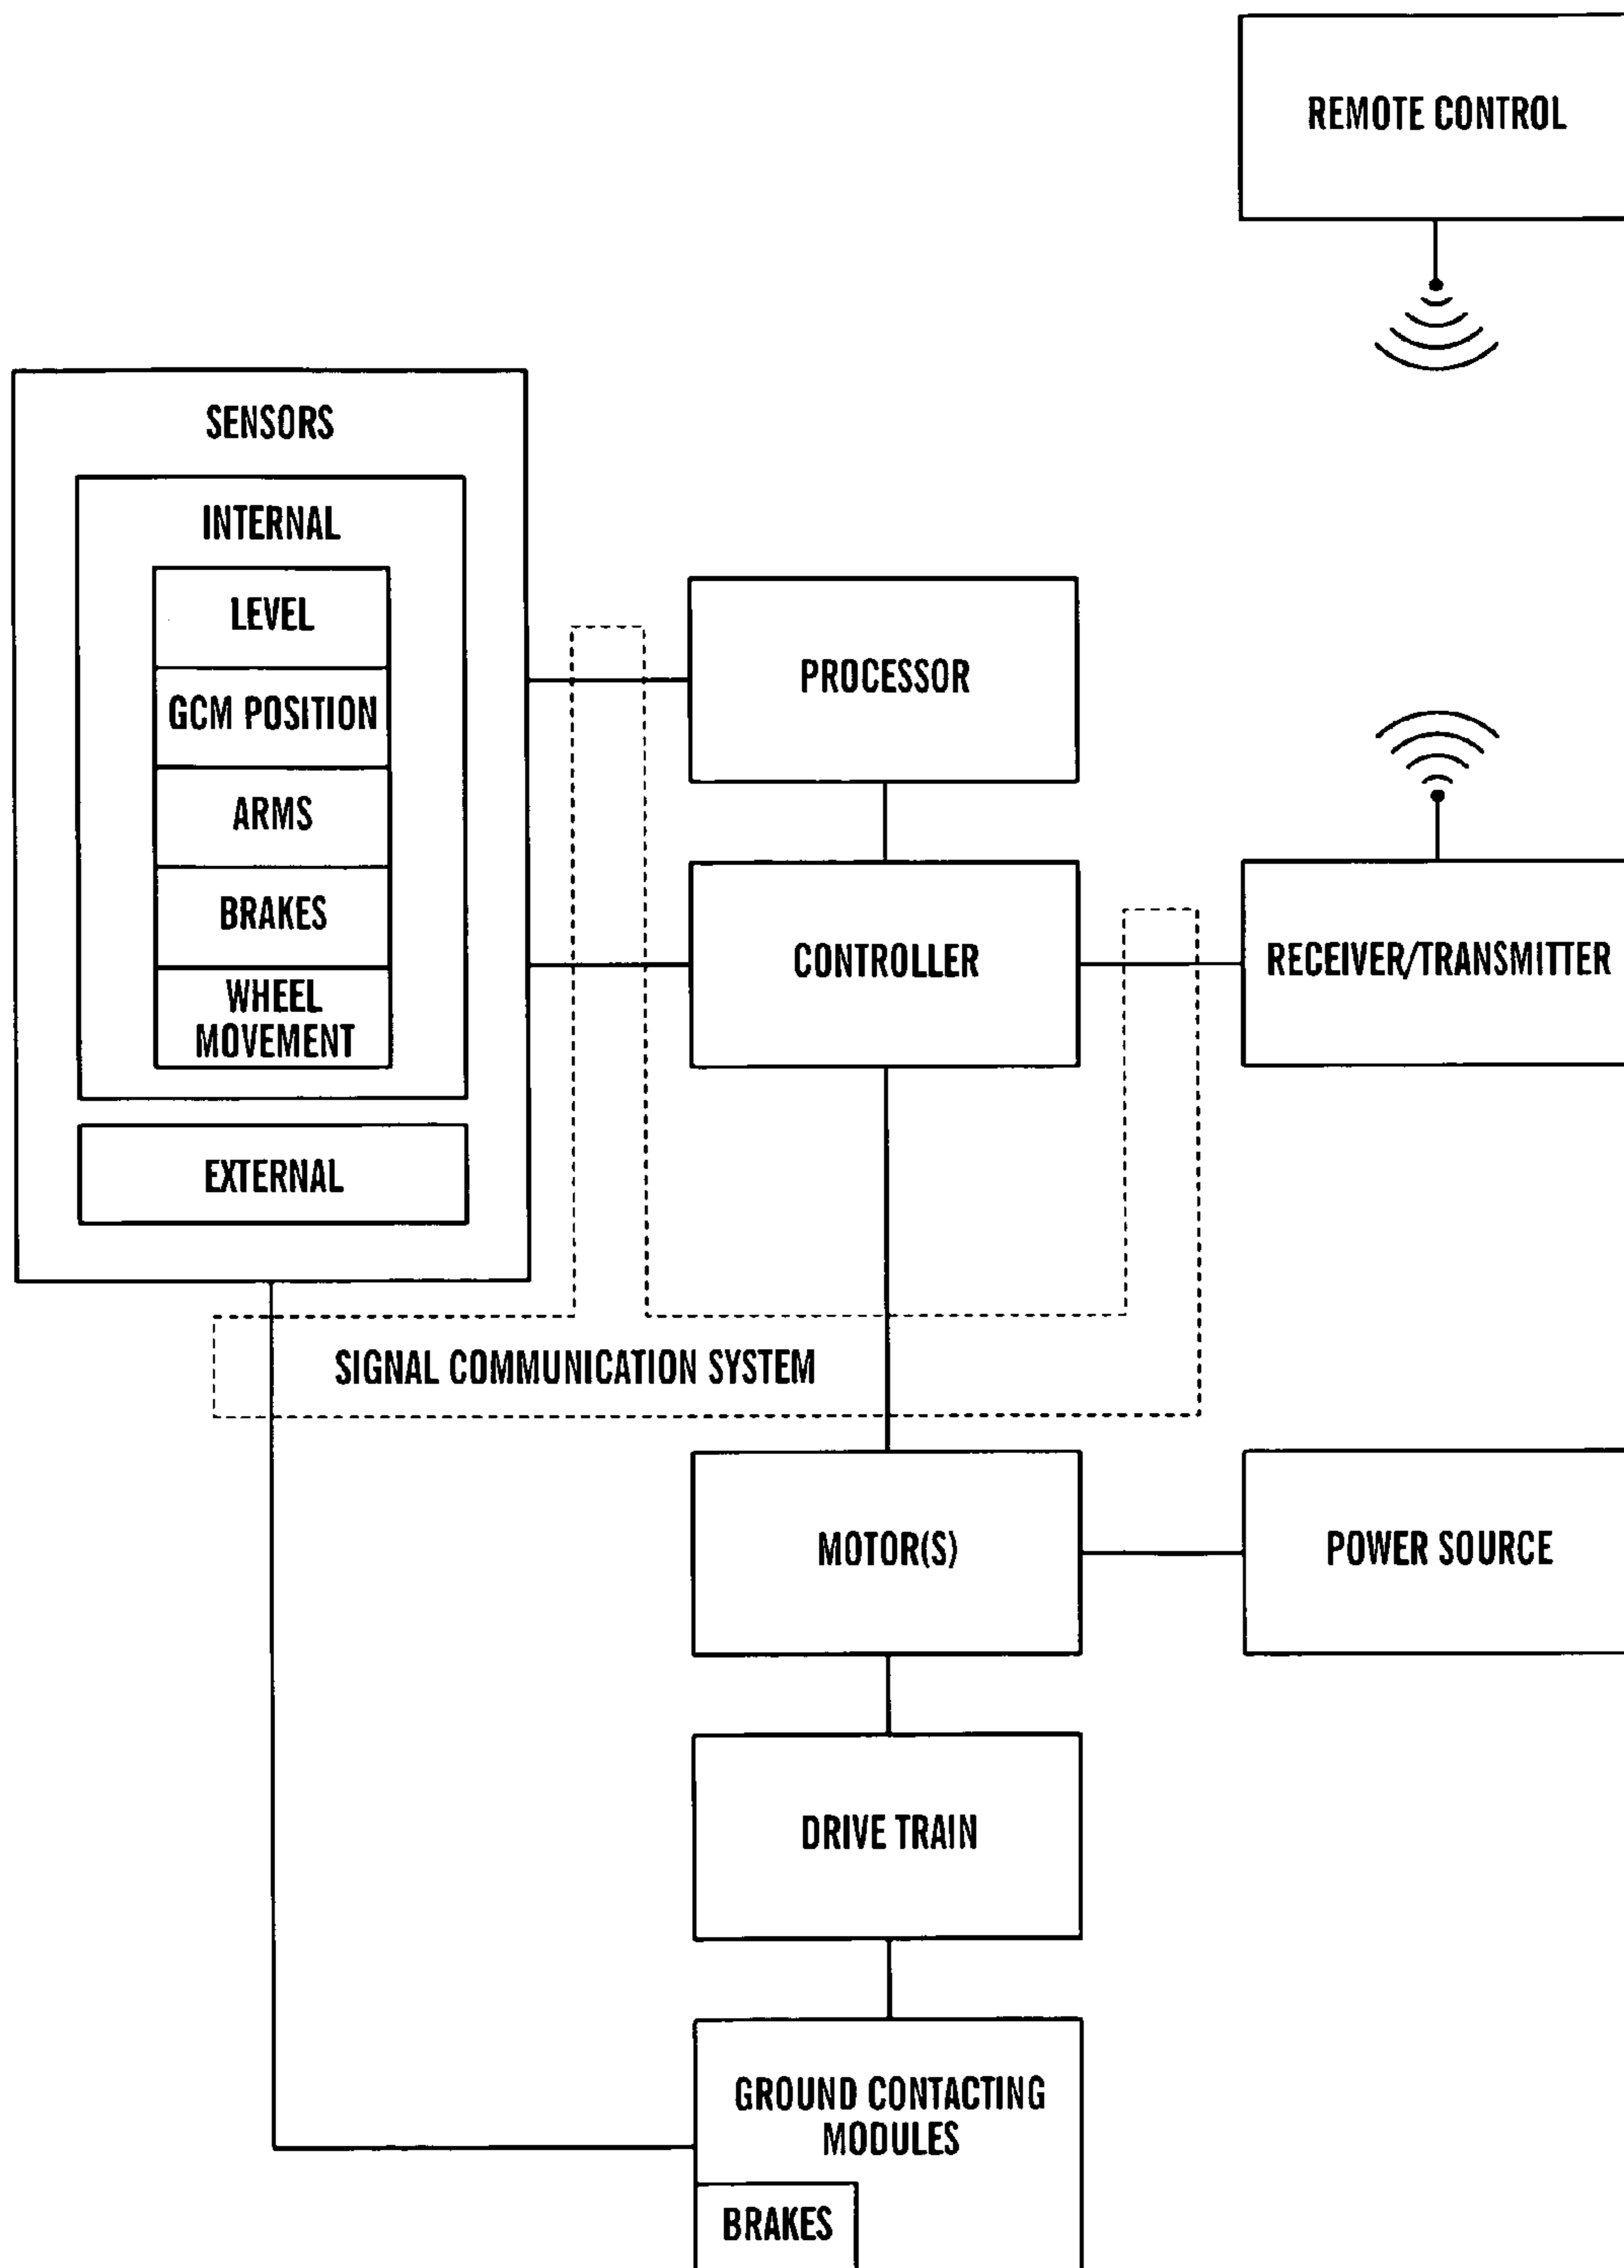 REMOTE CONTROL
SENSORS
INTERNAL
LEVEL
GCM POSITION
ARMS
BRAKES
WHEEL
MOVEMENT
EXTERNAL
PROCESSOR
CONTROLLER
RECEIVER/TRANSMITTER
SIGNAL COMMUNICATION SYSTEM
MOTOR(S)
POWER SOURCE
DRIVE TRAIN
GROUND CONTACTING
MODULES
BRAKES